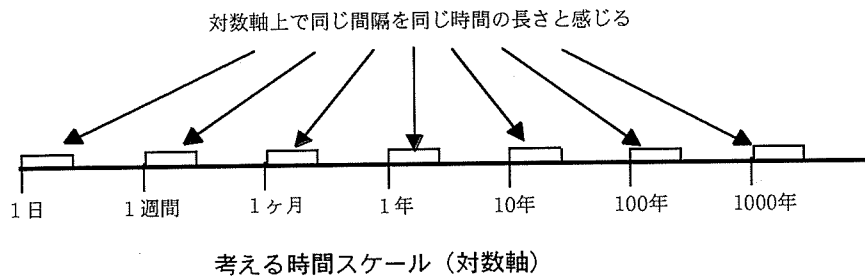 対数軸上で同じ間隔を同じ時間の長さと感じる
1日 1週間 1ヶ月 1年 10年 100年 1000年
考える時間スケール（対数軸）